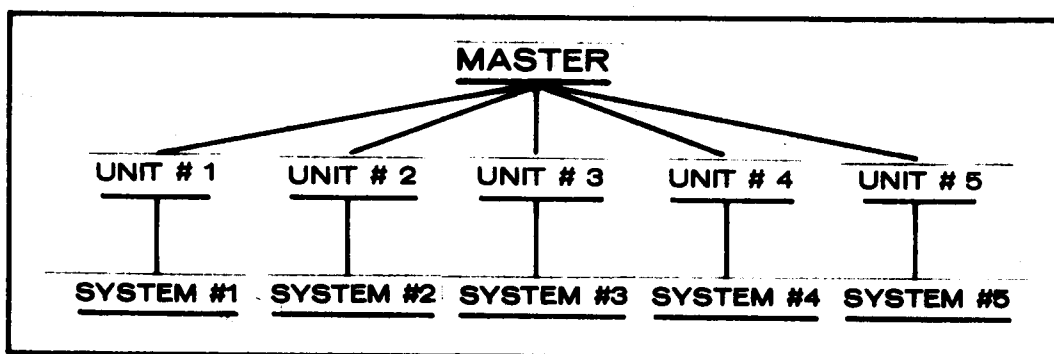 MASTER
UNIT # 1 UNIT # 2 UNIT # 3 UNIT # 4 UNIT # 5
SYSTEM #1 SYSTEM #2 SYSTEM #3 SYSTEM #4 SYSTEM #5